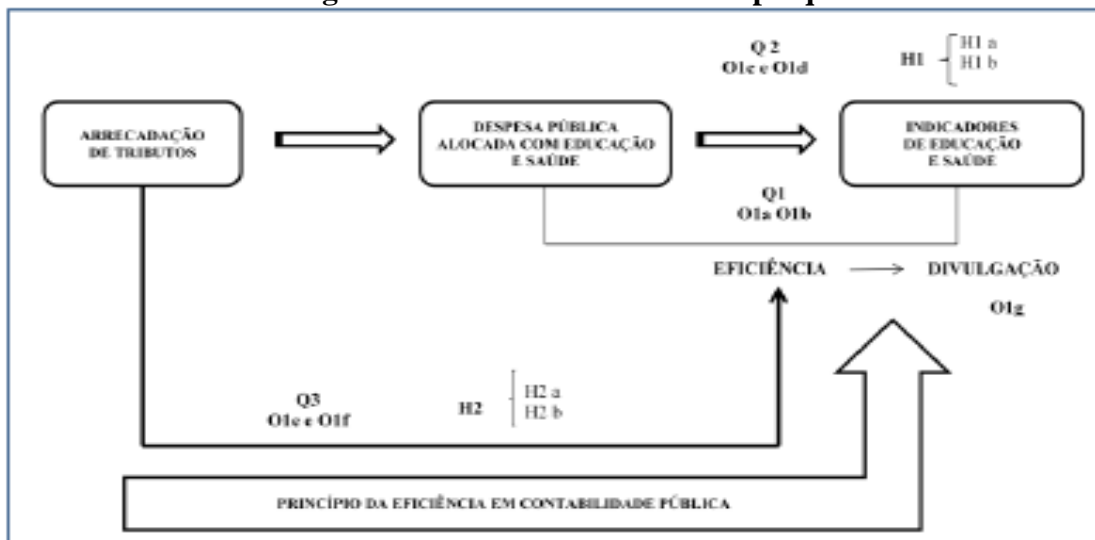 Q 2
O1c e O1d
H1
H1 a
H1 b
ARRECADAÇÃO
DE TRIBUTOS
DESPESA PÚBLICA
ALOCADA COM EDUCAÇÃO
E SAÚDE
INDICADORES
DE EDUCAÇÃO
E SAÚDE
Q1
O1a O1b
EFICIÊNCIA
DIVULGAÇÃO
O1g
Q3
O1e e O1f
H2
H2 a
H2 b
PRINCÍPIO DA EFICIÊNCIA EM CONTABILIDADE PÚBLICA